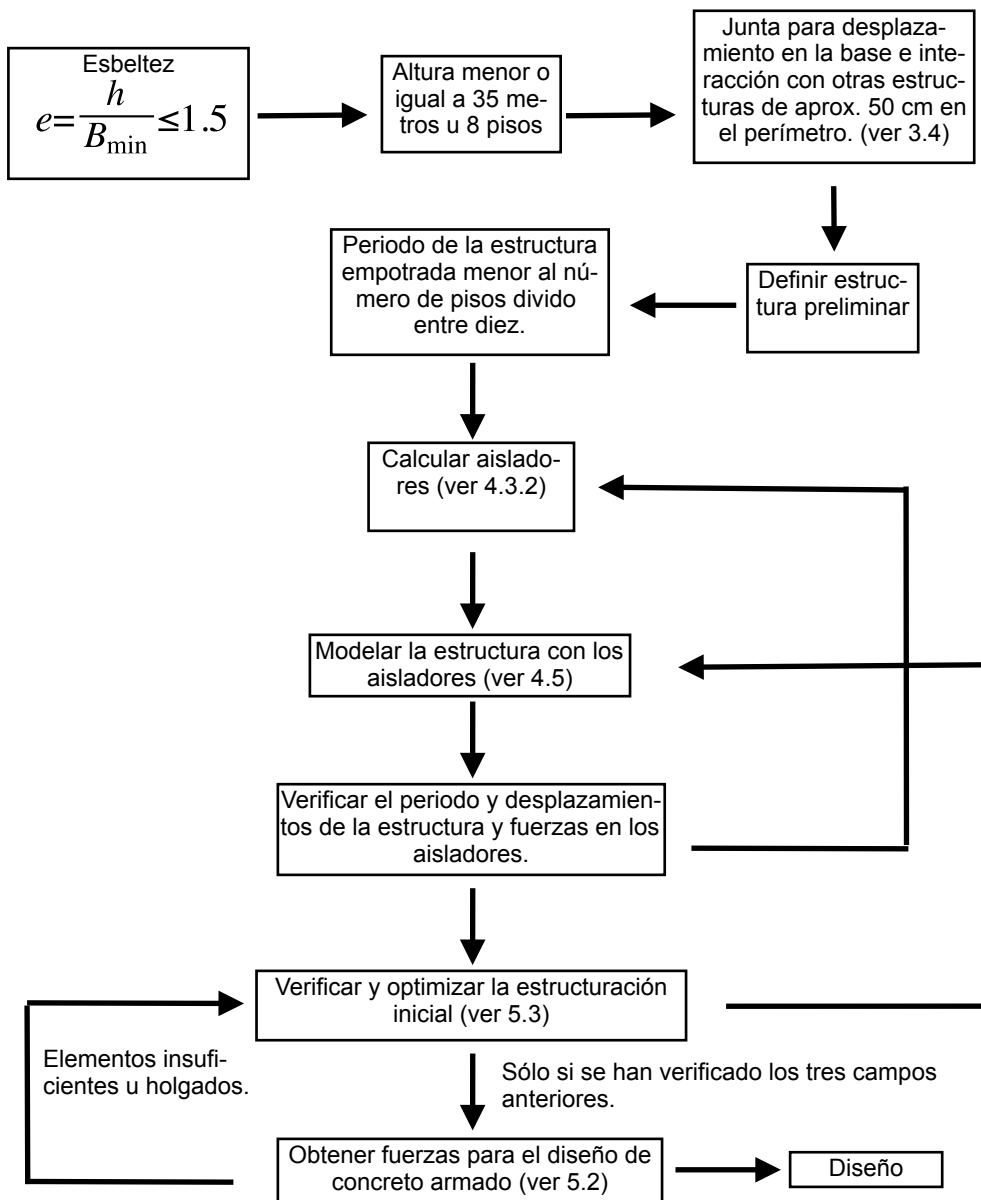 Esbeltez
e=h/B_min≤1.5
Altura menor o
igual a 35 me-
tros u 8 pisos
Junta para desplaza-
miento en la base e inte-
racción con otras estruc-
turas de aprox. 50 cm en
el perímetro. (ver 3.4)
Definir estruc-
tura preliminar
Periodo de la estructura
empotrada menor al nú-
mero de pisos divido
entre diez.
Calcular aislado-
res (ver 4.3.2)
Modelar la estructura con los
aisladores (ver 4.5)
Verificar el periodo y desplazamien-
tos de la estructura y fuerzas en los
aisladores.
Verificar y optimizar la estructuración
inicial (ver 5.3)
Elementos insufi-
cientes u holgados.
Sólo si se han verificado los tres campos
anteriores.
Obtener fuerzas para el diseño de
concreto armado (ver 5.2)
Diseño